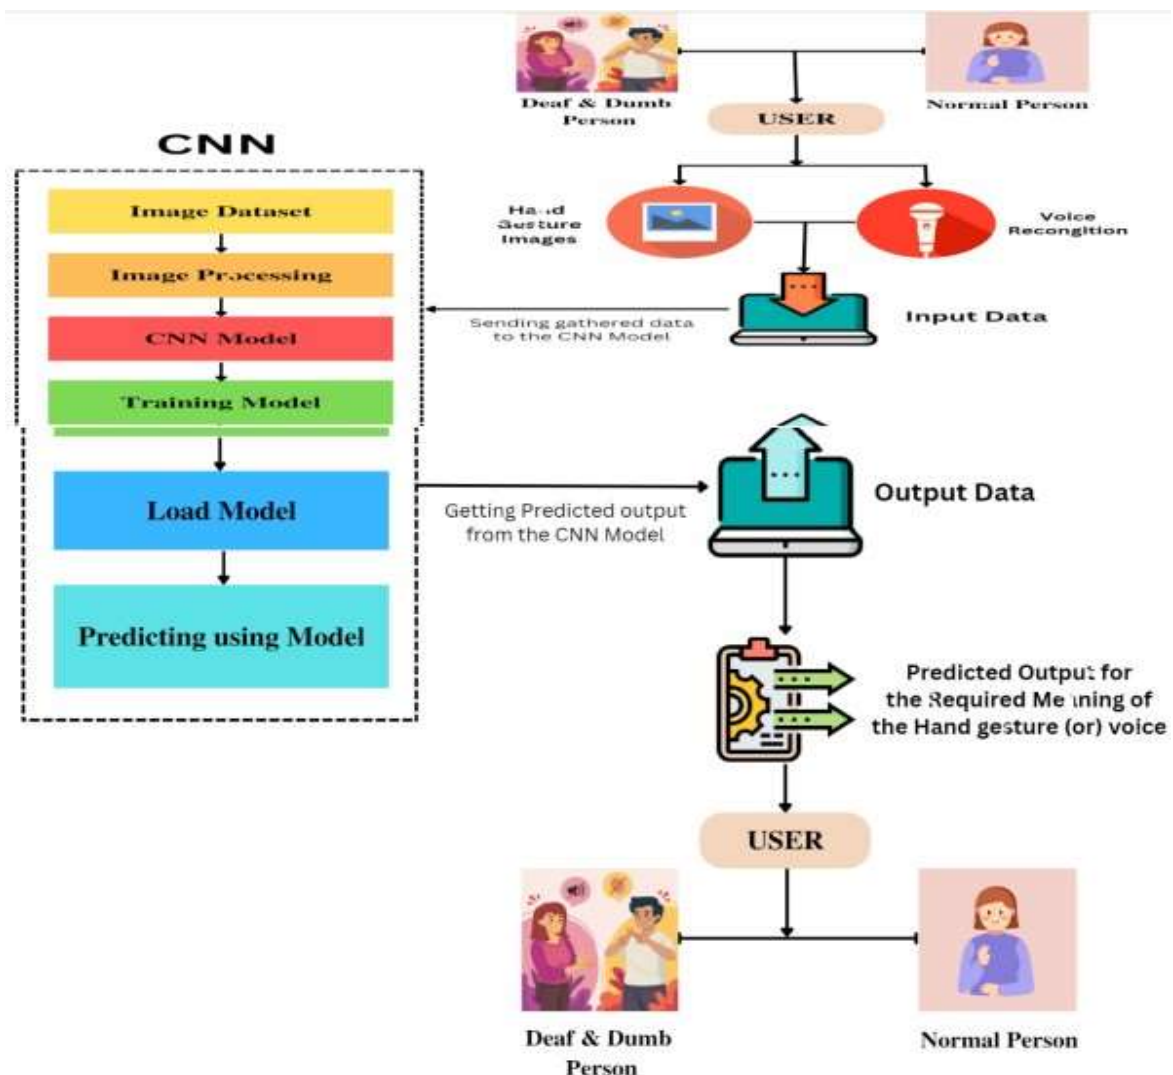 Deaf & Dumb
Person
Normal Person
USER
CNN
Image Dataset
Image Processing
CNN Model
Training Model
Load Model
Predicting using Model
Hand
Gesture
Images
Voice
Recongition
Input Data
Sending gathered data
to the CNN Model
Getting Predicted output
from the CNN Model
Output Data
Predicted Output for
the Required Meaning of
the Hand gesture (or) voice
USER
Deaf & Dumb
Person
Normal Person